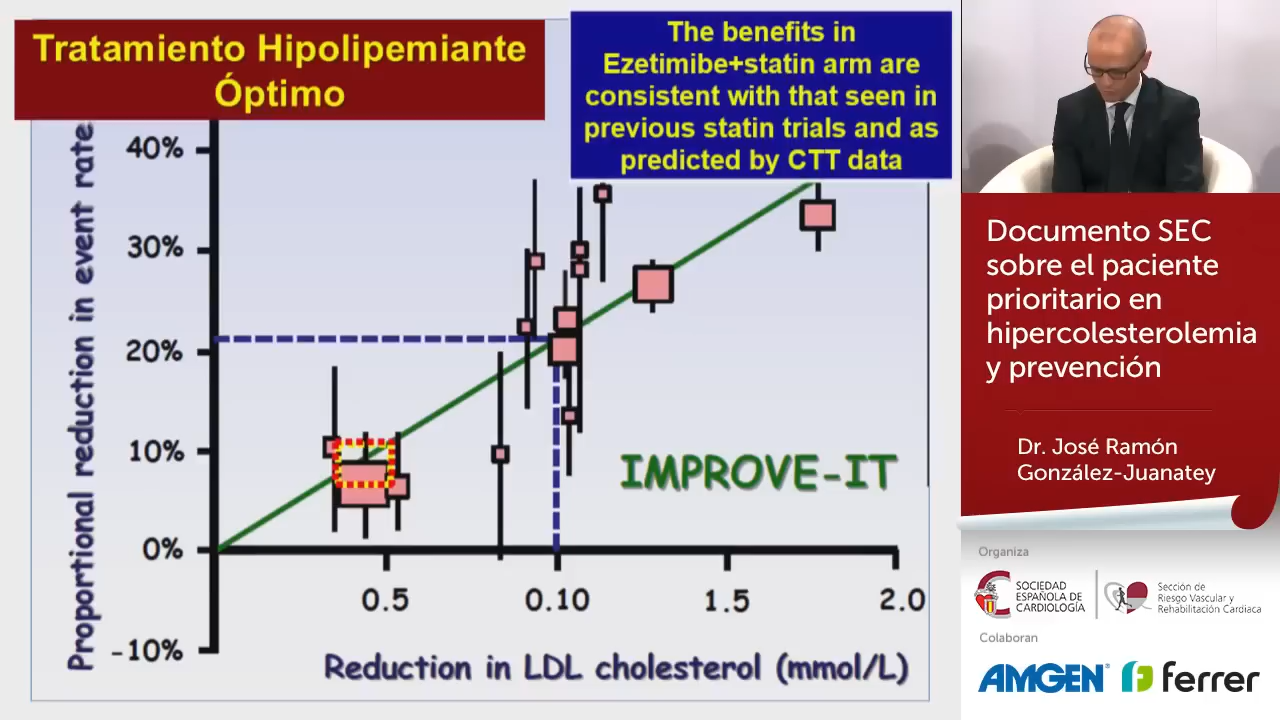 Tratamiento Hipolipemiante
Óptimo
The benefits in
Ezetimibe+statin arm are
consistent with that seen in
previous statin trials and as
predicted by CTT data
Proportional reduction in event rate
40%
30%
20%
10%
0%
-10%
0.5
0.10
1.5
2.0
Reduction in LDL cholesterol (mmol/L)
IMPROVE-IT
Documento SEC
sobre el paciente
prioritario en
hipercolesterolemia
y prevención
Dr. José Ramón
González-Juanatey
Organiza
SOCIEDAD
ESPAÑOLA DE
CARDIOLOGÍA
Sección de
Riesgo Vascular y
Rehabilitación Cardiaca
Colaboran
AMGEN®
ferrer